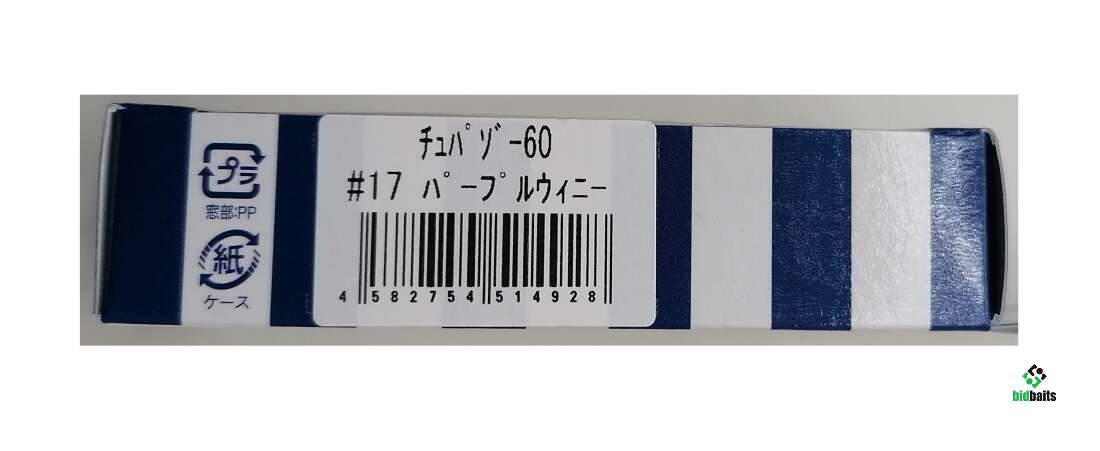 プラ
窓部:PP
紙
ケース
ﾁｭﾊﾟｿﾞｰ60
#17 ﾊﾟｰﾌﾟﾙｳｨﾆｰ
4 582754 514928
bidbaits